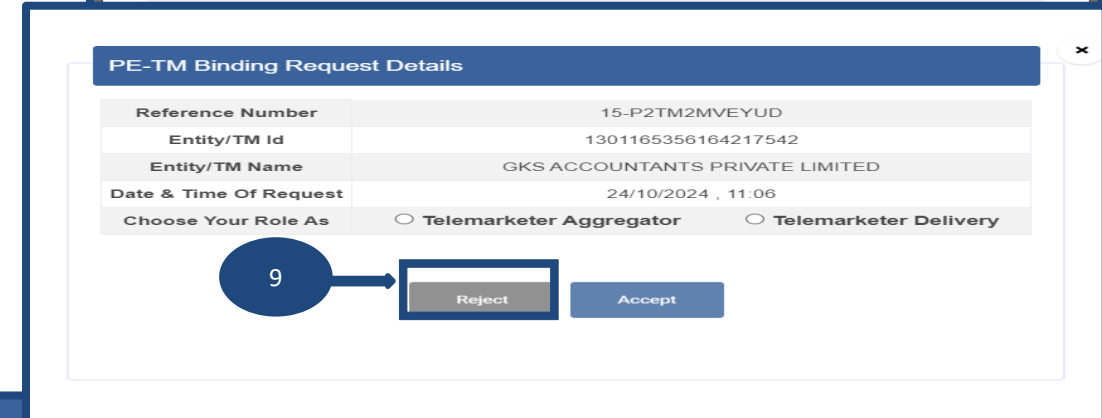 ×
PE-TM Binding Request Details
Reference Number 15-P2TM2MVEYUD
Entity/TM Id 1301165356164217542
Entity/TM Name GKS ACCOUNTANTS PRIVATE LIMITED
Date & Time Of Request 24/10/2024 , 11:06
Choose Your Role As Telemarketer Aggregator Telemarketer Delivery
9
Reject Accept